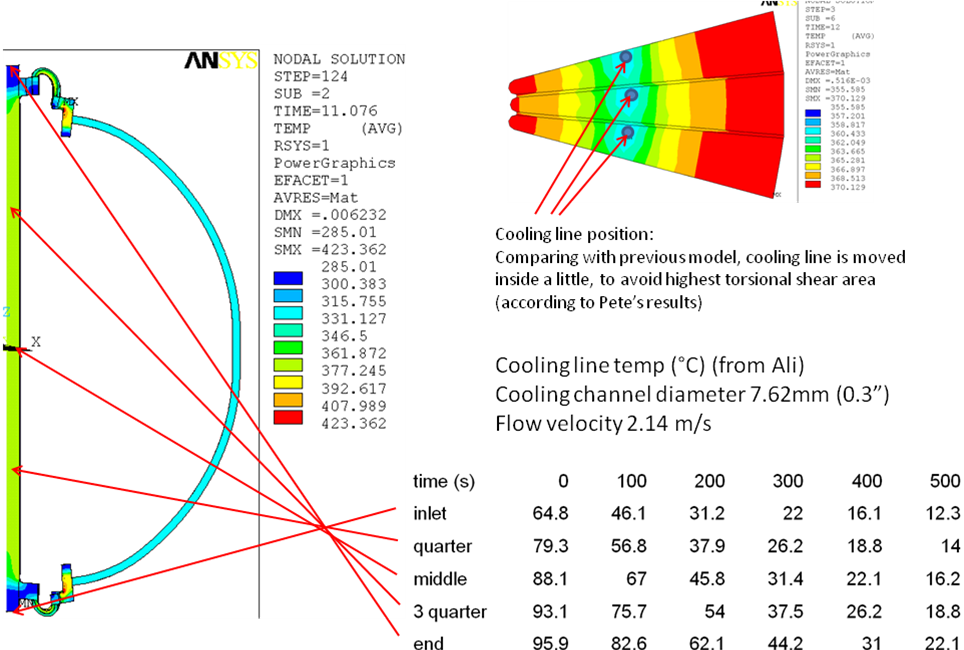 ANSYS
NODAL SOLUTION
STEP=124
SUB =2
TIME=11.076
TEMP (AVG)
RSYS=1
PowerGraphics
EFACET=1
AVRES=Mat
DMX =.006232
SMN =285.01
SMX =423.362
285.01
300.383
315.755
331.127
346.5
361.872
377.245
392.617
407.989
423.362
MX
Z
X
MN
STEP=3
SUB =6
TIME=12
TEMP (AVG)
RSYS=1
PowerGraphics
EFACET=1
AVRES=Mat
DMX =.516E-03
SMN =355.585
SMX =370.129
355.585
357.201
358.817
360.433
362.049
363.665
365.281
366.897
368.513
370.129
Cooling line position:
Comparing with previous model, cooling line is moved
inside a little, to avoid highest torsional shear area
(according to Pete's results)
Cooling line temp (°C) (from Ali)
Cooling channel diameter 7.62mm (0.3”)
Flow velocity 2.14 m/s
time (s) 0 100 200 300 400 500
inlet 64.8 46.1 31.2 22 16.1 12.3
quarter 79.3 56.8 37.9 26.2 18.8 14
middle 88.1 67 45.8 31.4 22.1 16.2
3 quarter 93.1 75.7 54 37.5 26.2 18.8
end 95.9 82.6 62.1 44.2 31 22.1